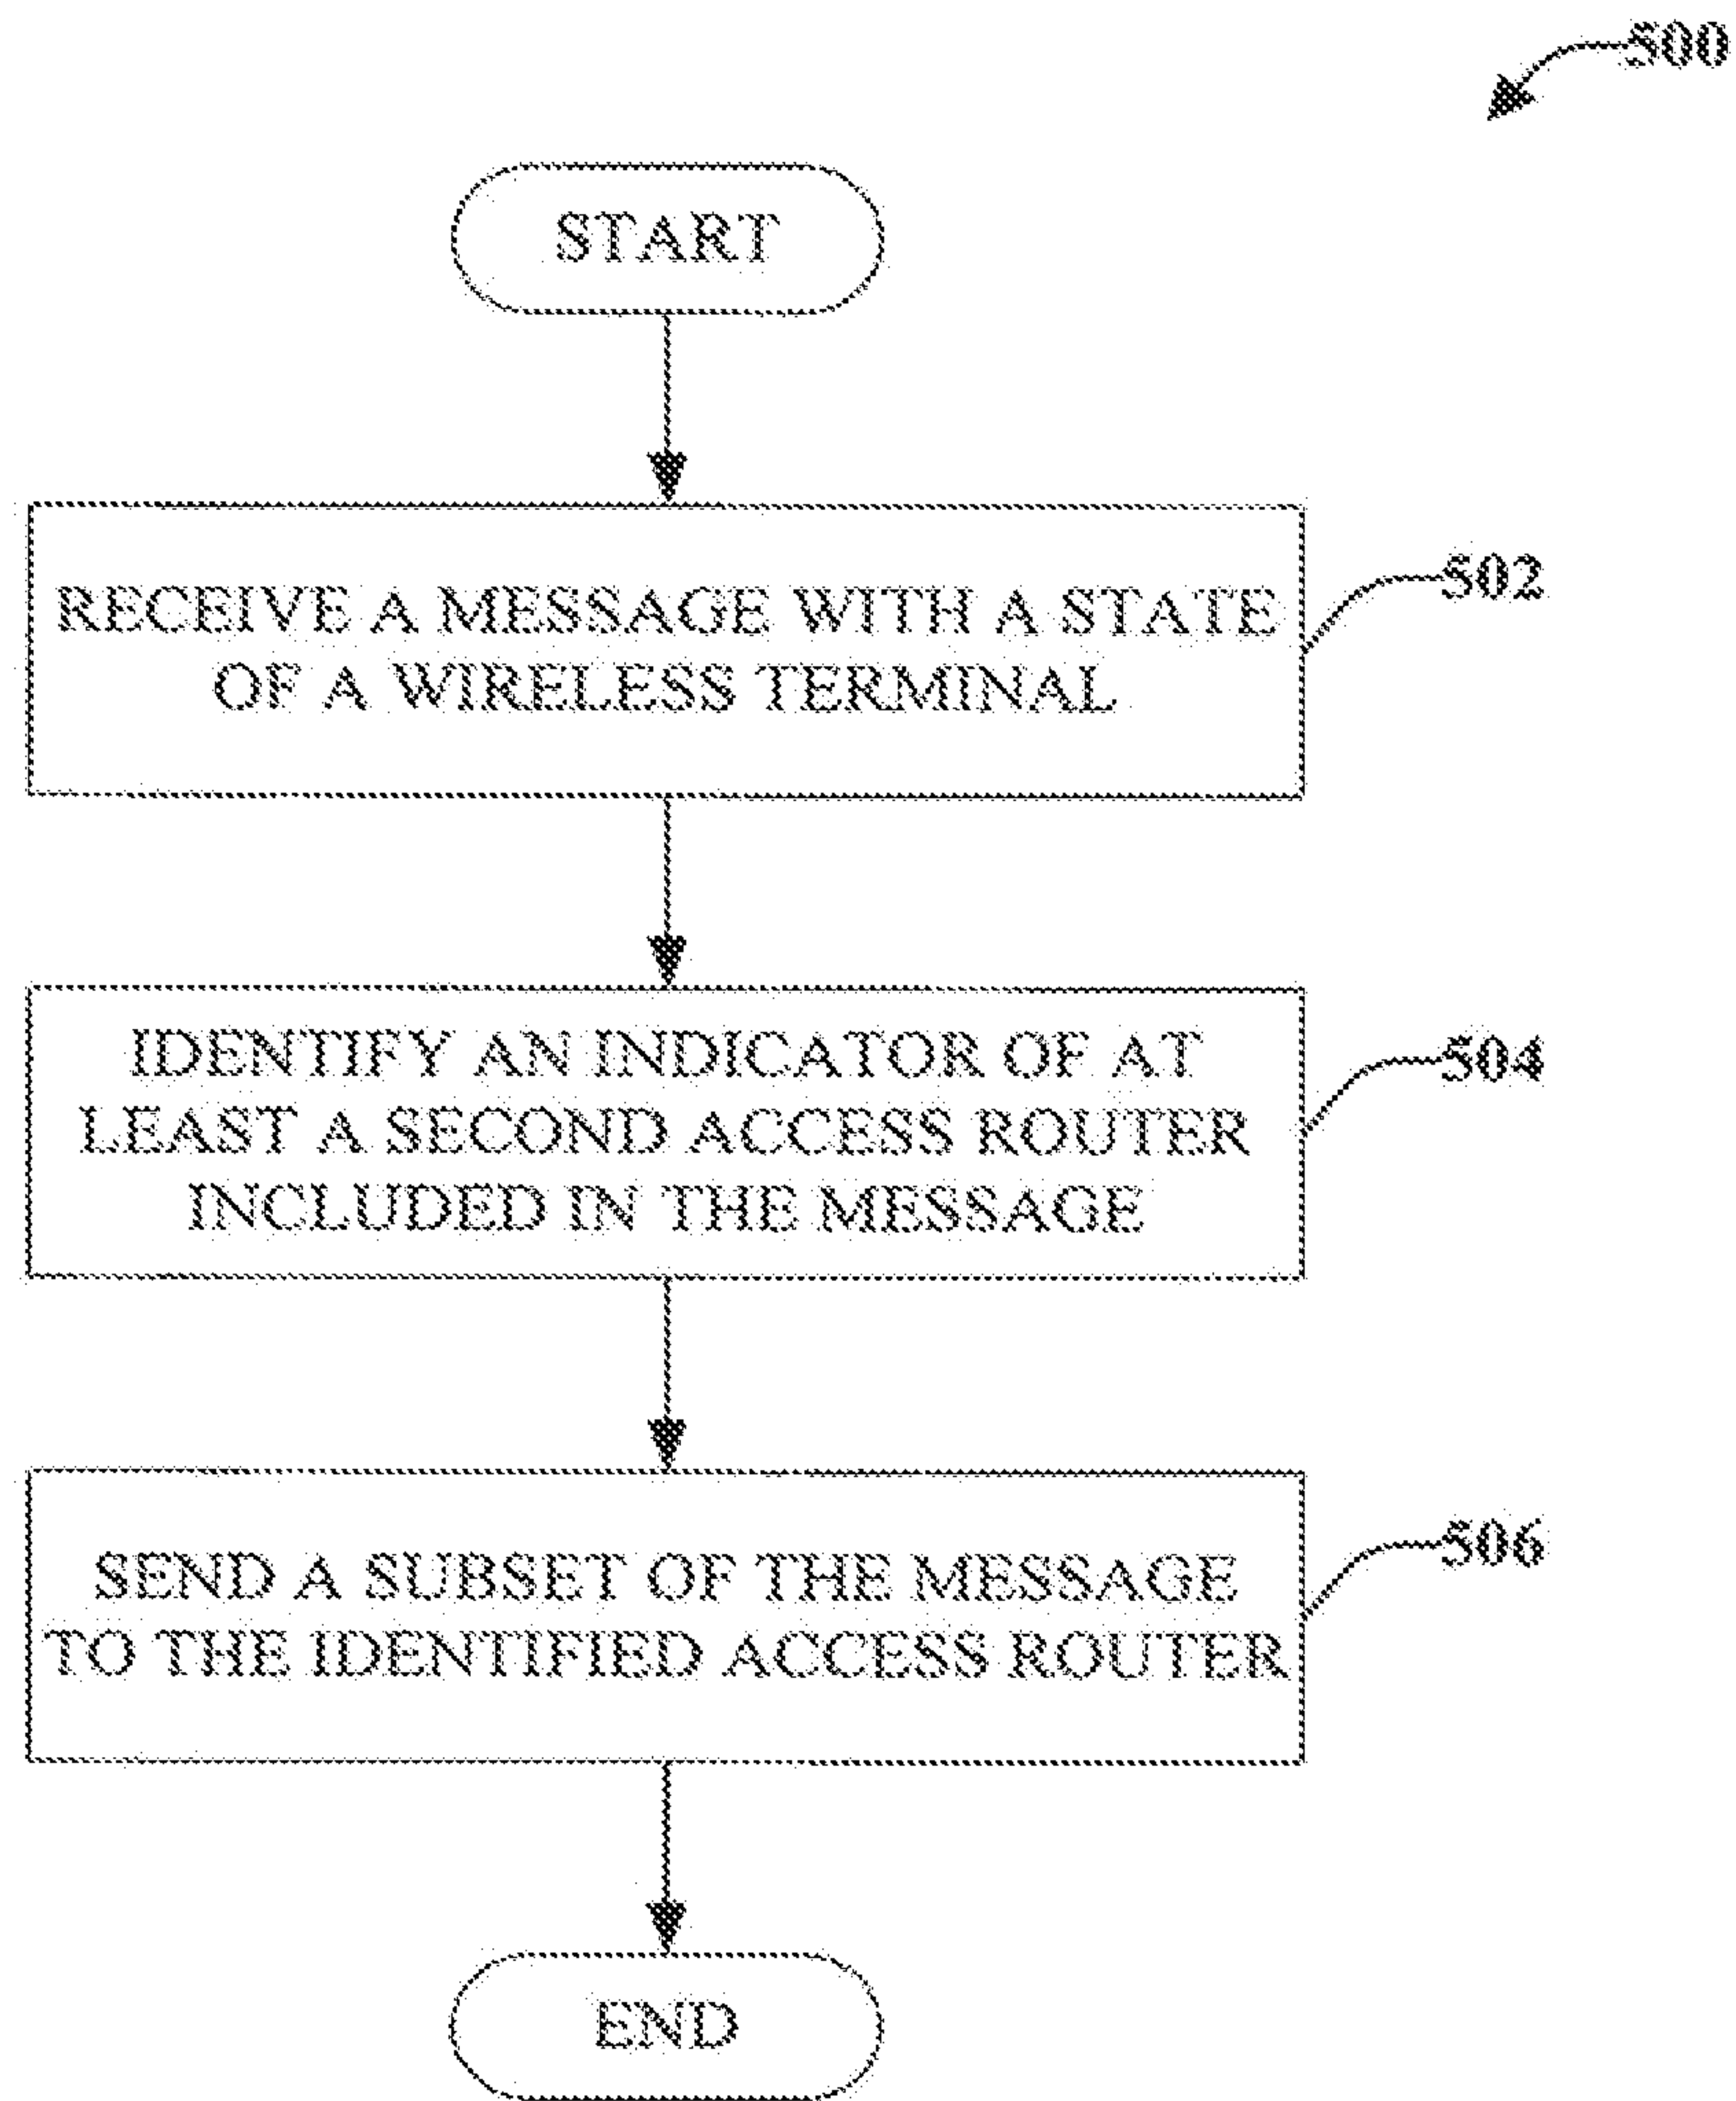 500
START
RECEIVE A MESSAGE WITH A STATE
OF A WIRELESS TERMINAL
502
IDENTIFY AN INDICATOR OF AT
LEAST A SECOND ACCESS ROUTER
INCLUDED IN THE MESSAGE
504
SEND A SUBSET OF THE MESSAGE
TO THE IDENTIFIED ACCESS ROUTER
506
END